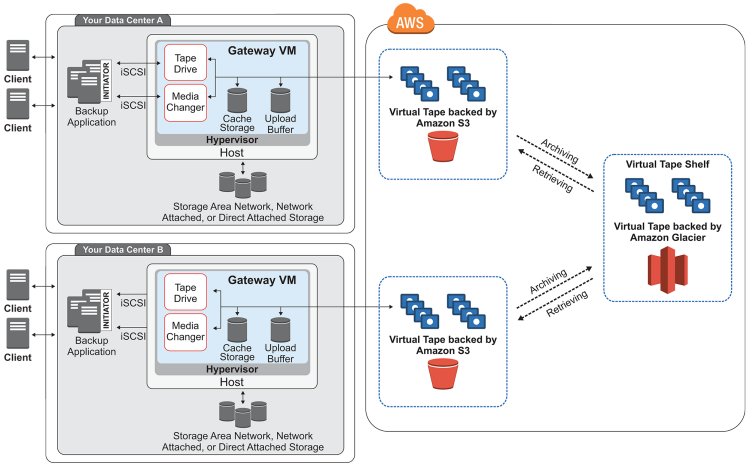 Your Data Center A
AWS
Client
Client
Backup
Application
INITIATOR
iSCSI
iSCSI
Gateway VM
Tape
Drive
Media
Changer
Cache
Storage
Upload
Buffer
Hypervisor
Host
Storage Area Network, Network
Attached, or Direct Attached Storage
Virtual Tape backed by
Amazon S3
Archiving
Retrieving
Virtual Tape Shelf
Virtual Tape backed by
Amazon Glacier
Your Data Center B
Client
Client
Backup
Application
INITIATOR
iSCSI
iSCSI
Gateway VM
Tape
Drive
Media
Changer
Cache
Storage
Upload
Buffer
Hypervisor
Host
Storage Area Network, Network
Attached, or Direct Attached Storage
Virtual Tape backed by
Amazon S3
Archiving
Retrieving